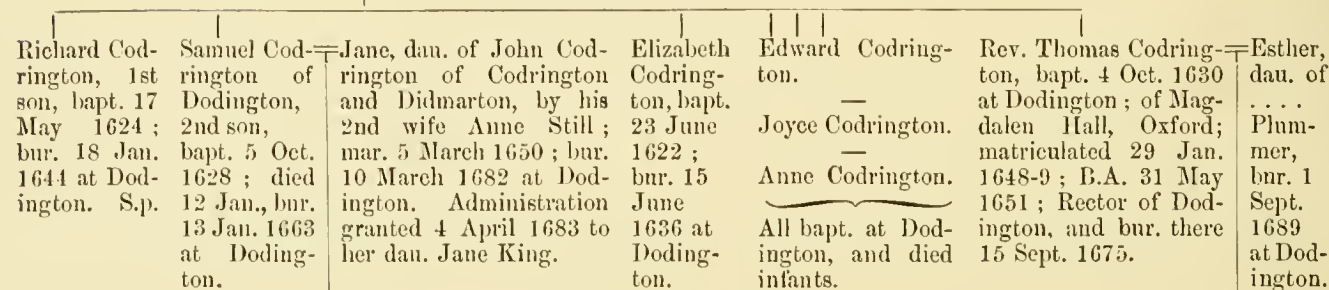 Richard Cod-
rington, 1st
son, bapt. 17
May 1624 ;
bur. 18 Jan.
1644 at Dod-
ington. S.p.
Samuel Cod-
rington of
Dodington,
2nd son,
bapt. 5 Oct.
1628 ; died
12 Jan., bur.
13 Jan. 1663
at Doding-
ton.
Jane, dau. of John Cod-
rington of Codrington
and Didmarton, by his
2nd wife Anne Still ;
mar. 5 March 1650 ; bur.
10 March 1682 at Dod-
ington. Administration
granted 4 April 1683 to
her dau. Jane King.
Elizabeth
Codring-
ton, bapt.
23 June
1622 ;
bur. 15
June
1636 at
Doding-
ton.
Edward Codring-
ton.
—
Joyce Codrington.
—
Anne Codrington.
All bapt. at Dod-
ington, and died
infants.
Rev. Thomas Codring-
ton, bapt. 4 Oct. 1630
at Dodington ; of Mag-
dalen Hall, Oxford;
matriculated 29 Jan.
1648-9 ; B.A. 31 May
1651 ; Rector of Dod-
ington, and bur. there
15 Sept. 1675.
Esther,
dau. of
. . . .
Plum-
mer,
bur. 1
Sept.
1689
at Dod-
ington.